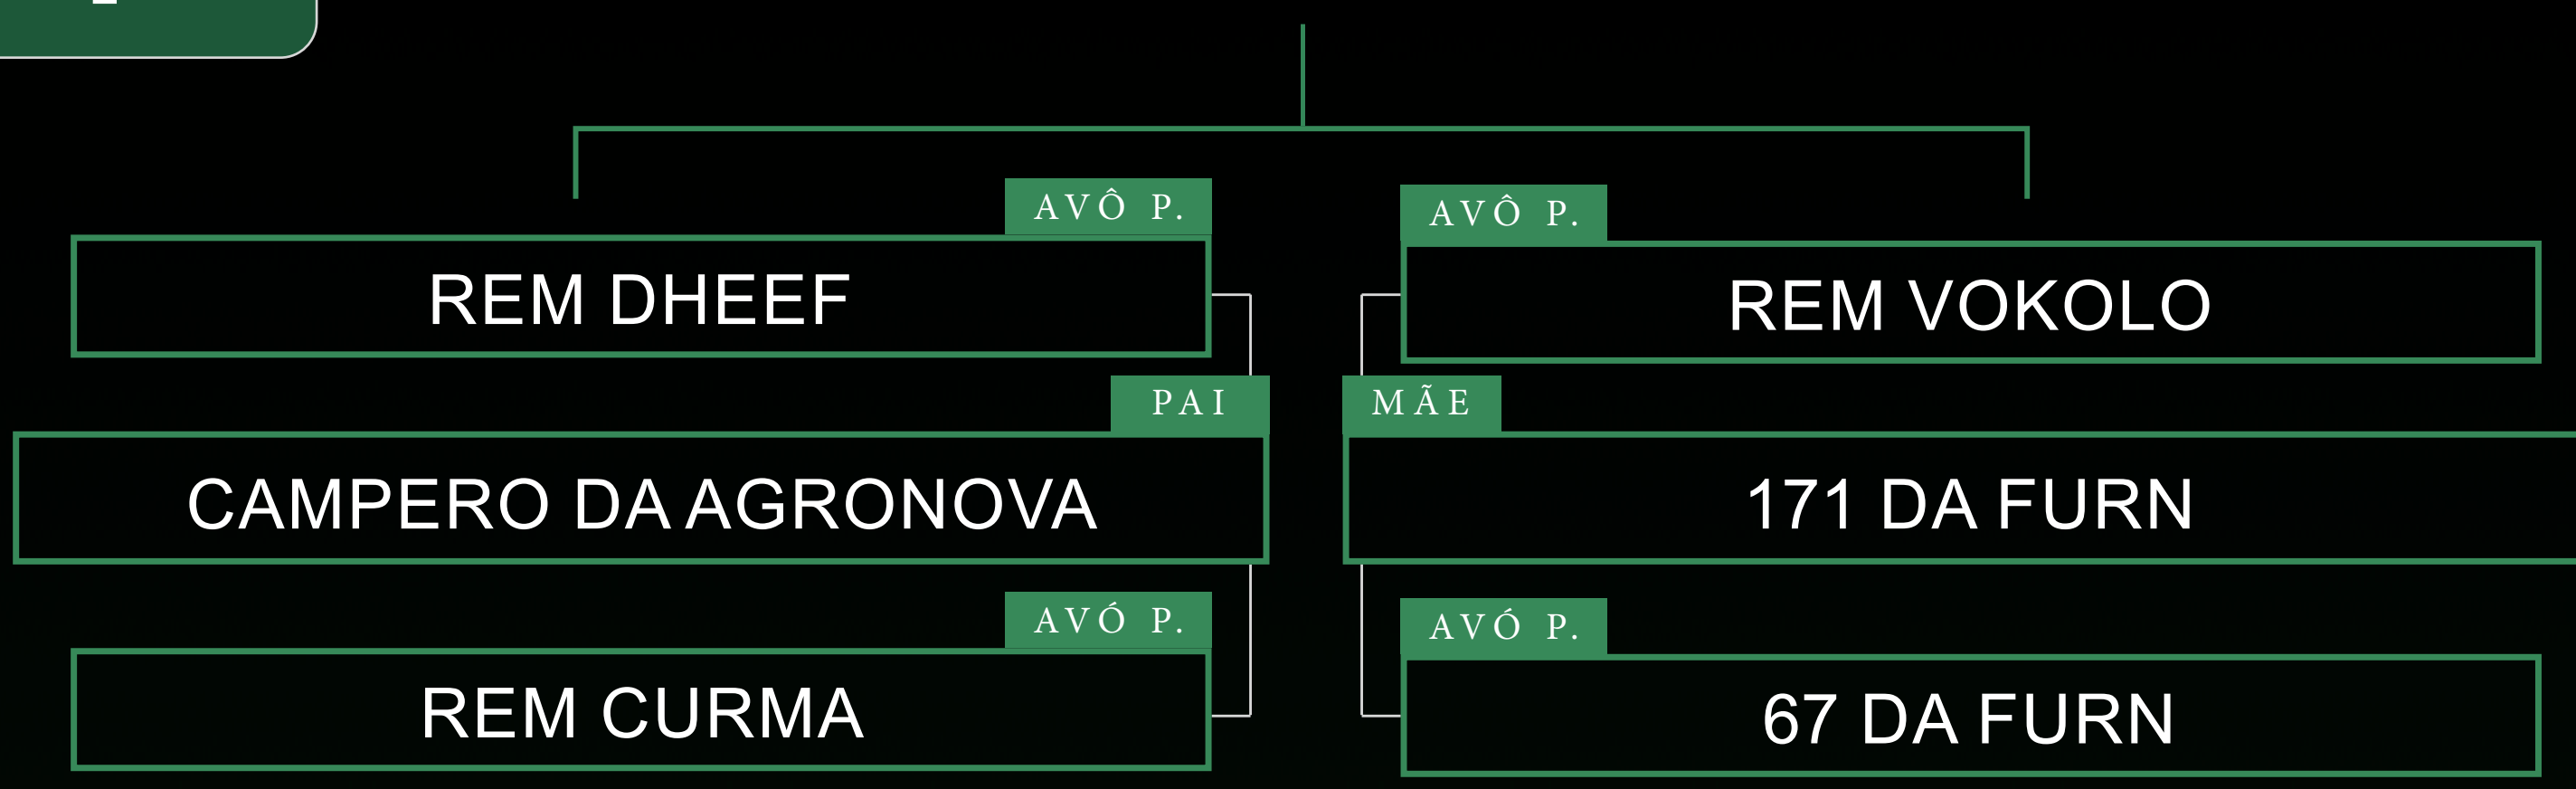 AVÔ P.
REM DHEEF
PAI
CAMPERO DA AGRONOVA
AVÓ P.
REM CURMA
AVÔ P.
REM VOKOLO
MÃE
171 DA FURN
AVÓ P.
67 DA FURN